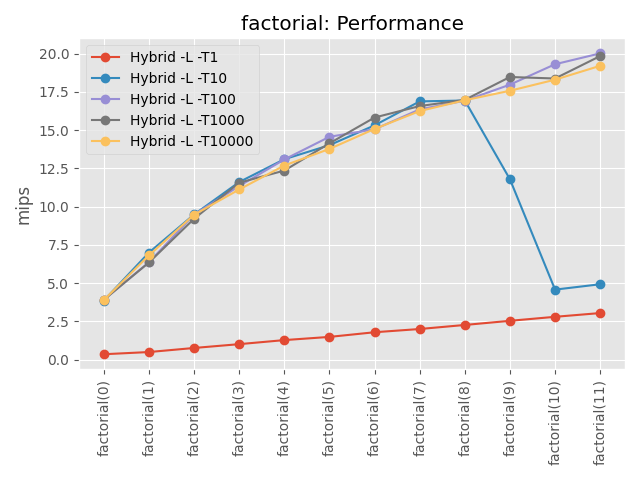 factorial: Performance
20.0
17.5
15.0
12.5
10.0
7.5
5.0
2.5
0.0
mips
Hybrid -L -T1
Hybrid -L -T10
Hybrid -L -T100
Hybrid -L -T1000
Hybrid -L -T10000
factorial(0)
factorial(1)
factorial(2)
factorial(3)
factorial(4)
factorial(5)
factorial(6)
factorial(7)
factorial(8)
factorial(9)
factorial(10)
factorial(11)